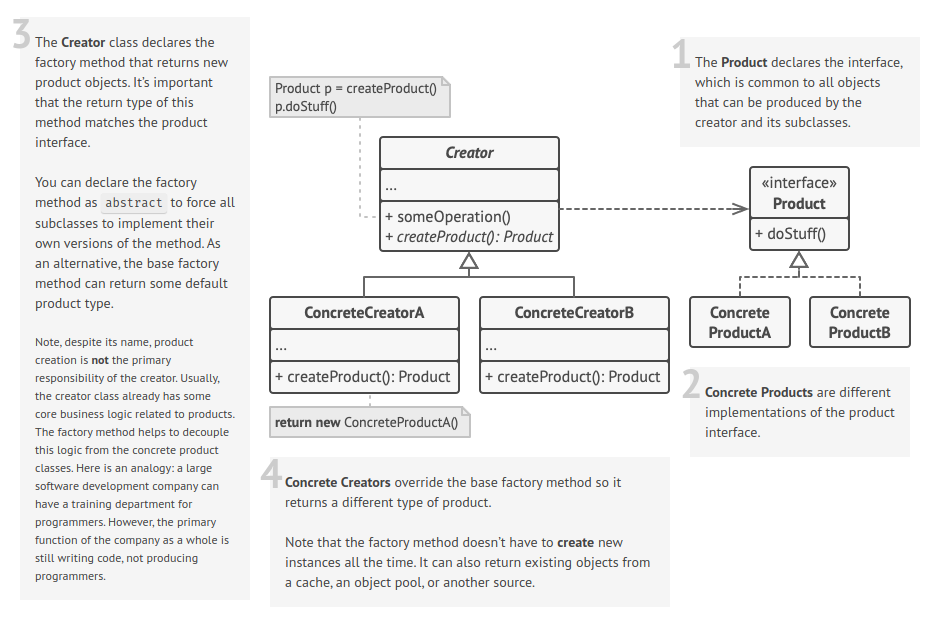 3
The Creator class declares the
factory method that returns new
product objects. It's important
that the return type of this
method matches the product
interface.
You can declare the factory
method as abstract to force all
subclasses to implement their
own versions of the method. As
an alternative, the base factory
method can return some default
product type.
Note, despite its name, product
creation is not the primary
responsibility of the creator. Usually,
the creator class already has some
core business logic related to products.
The factory method helps to decouple
this logic from the concrete product
classes. Here is an analogy: a large
software development company can
have a training department for
programmers. However, the primary
function of the company as a whole is
still writing code, not producing
programmers.
Product p = createProduct()
p.doStuff()
Creator
...
+ someOperation()
+ createProduct(): Product
ConcreteCreatorA
...
+ createProduct(): Product
ConcreteCreatorB
...
+ createProduct(): Product
return new ConcreteProductA()
1
The Product declares the interface,
which is common to all objects
that can be produced by the
creator and its subclasses.
«interface»
Product
+ doStuff()
Concrete
ProductA
Concrete
ProductB
2
Concrete Products are different
implementations of the product
interface.
4
Concrete Creators override the base factory method so it
returns a different type of product.
Note that the factory method doesn't have to create new
instances all the time. It can also return existing objects from
a cache, an object pool, or another source.